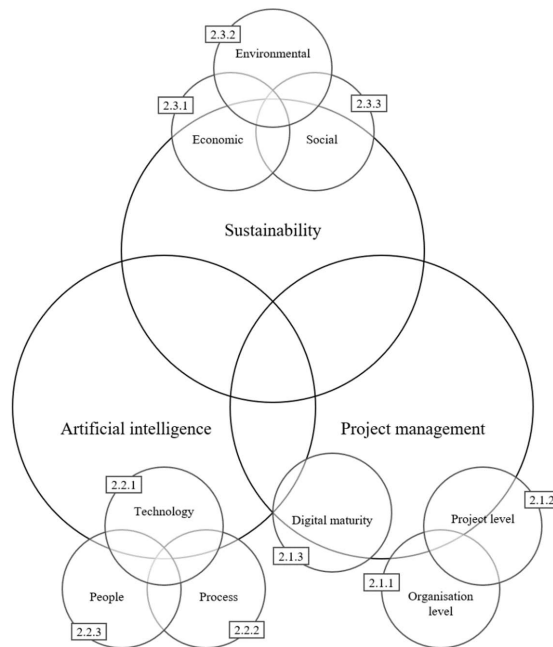 2.3.2
Environmental
2.3.1
2.3.3
Economic
Social
Sustainability
Artificial intelligence
Project management
2.2.1
Technology
2.1.2
Digital maturity
Project level
2.1.3
2.1.1
People
Process
Organisation
level
2.2.3
2.2.2